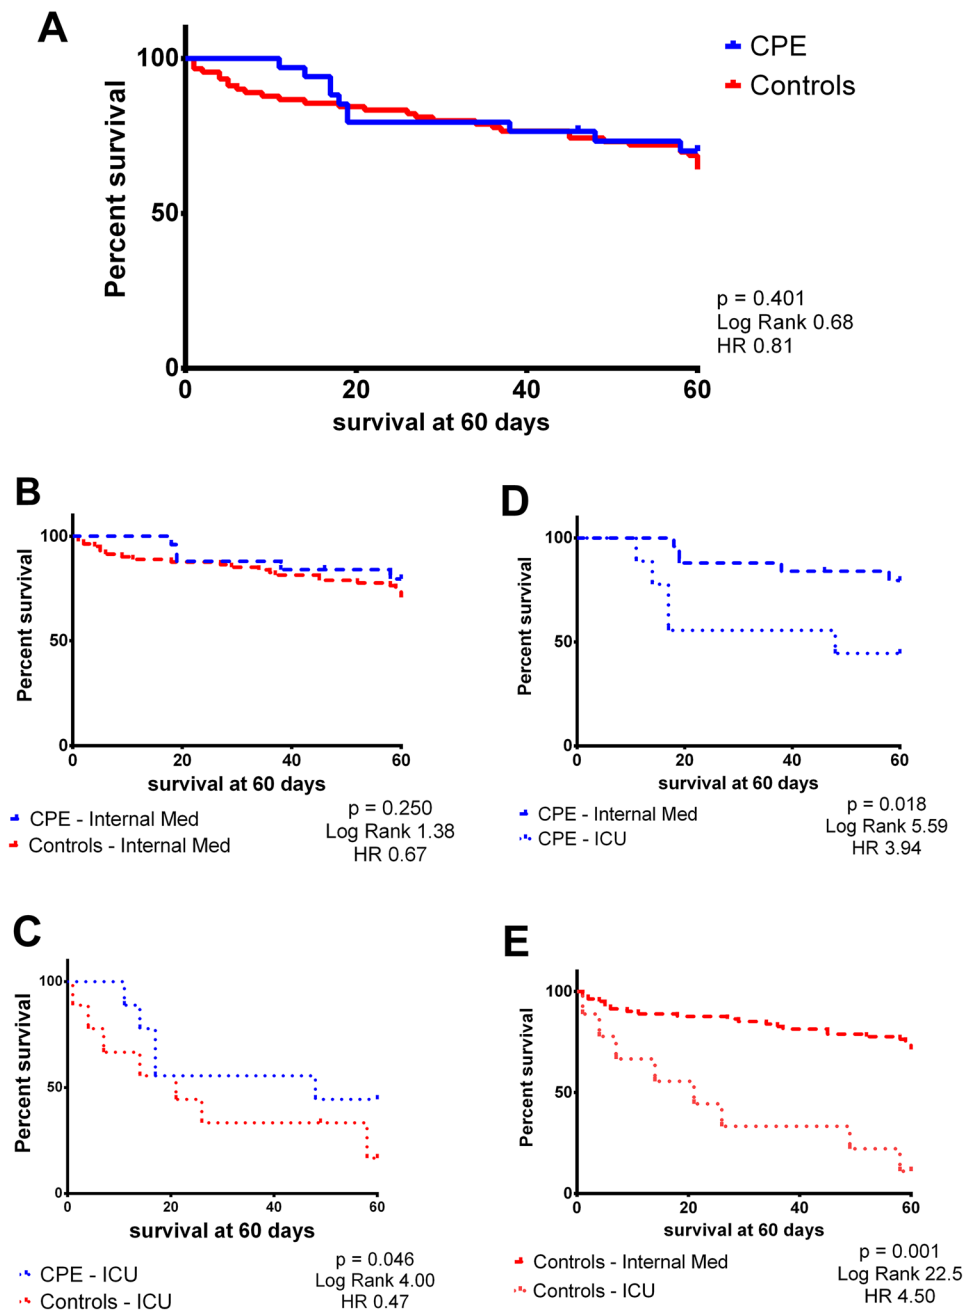 A
CPE
Controls
Percent survival
100
50
0
0 20 40 60
survival at 60 days
p = 0.401
Log Rank 0.68
HR 0.81
B
Percent survival
100
50
0
0 20 40 60
survival at 60 days
CPE - Internal Med
Controls - Internal Med
p = 0.250
Log Rank 1.38
HR 0.67
D
Percent survival
100
50
0
0 20 40 60
survival at 60 days
CPE - Internal Med
CPE - ICU
p = 0.018
Log Rank 5.59
HR 3.94
C
Percent survival
100
50
0
0 20 40 60
survival at 60 days
CPE - ICU
Controls - ICU
p = 0.046
Log Rank 4.00
HR 0.47
E
Percent survival
100
50
0
0 20 40 60
survival at 60 days
Controls - Internal Med
Controls - ICU
p = 0.001
Log Rank 22.5
HR 4.50